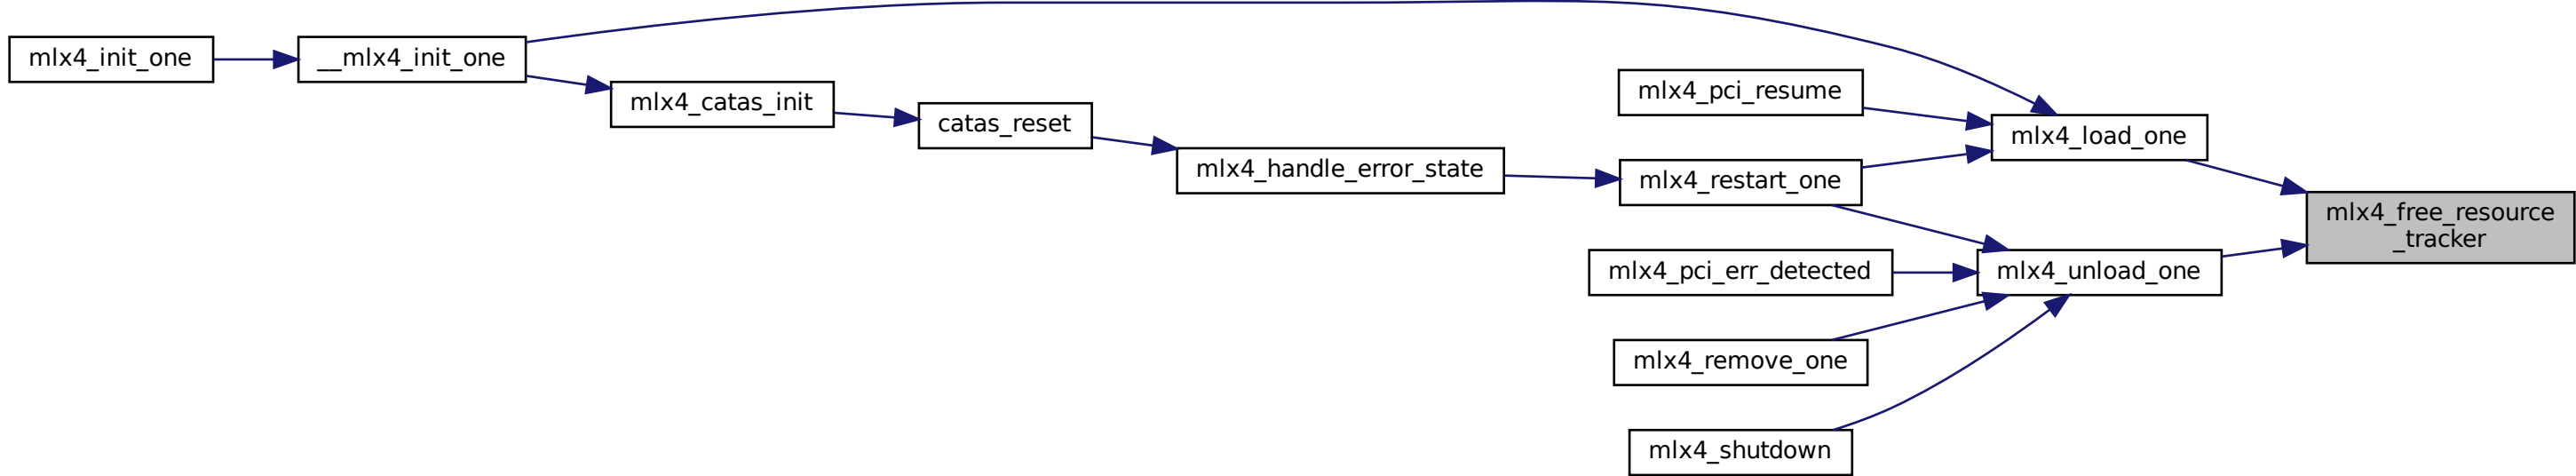 mlx4_init_one
__mlx4_init_one
mlx4_catas_init
catas_reset
mlx4_handle_error_state
mlx4_pci_resume
mlx4_restart_one
mlx4_pci_err_detected
mlx4_remove_one
mlx4_shutdown
mlx4_load_one
mlx4_unload_one
mlx4_free_resource
_tracker